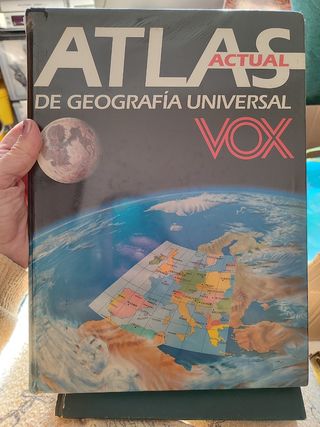 ATLAS
ACTUAL
DE GEOGRAFÍA UNIVERSAL
VOX